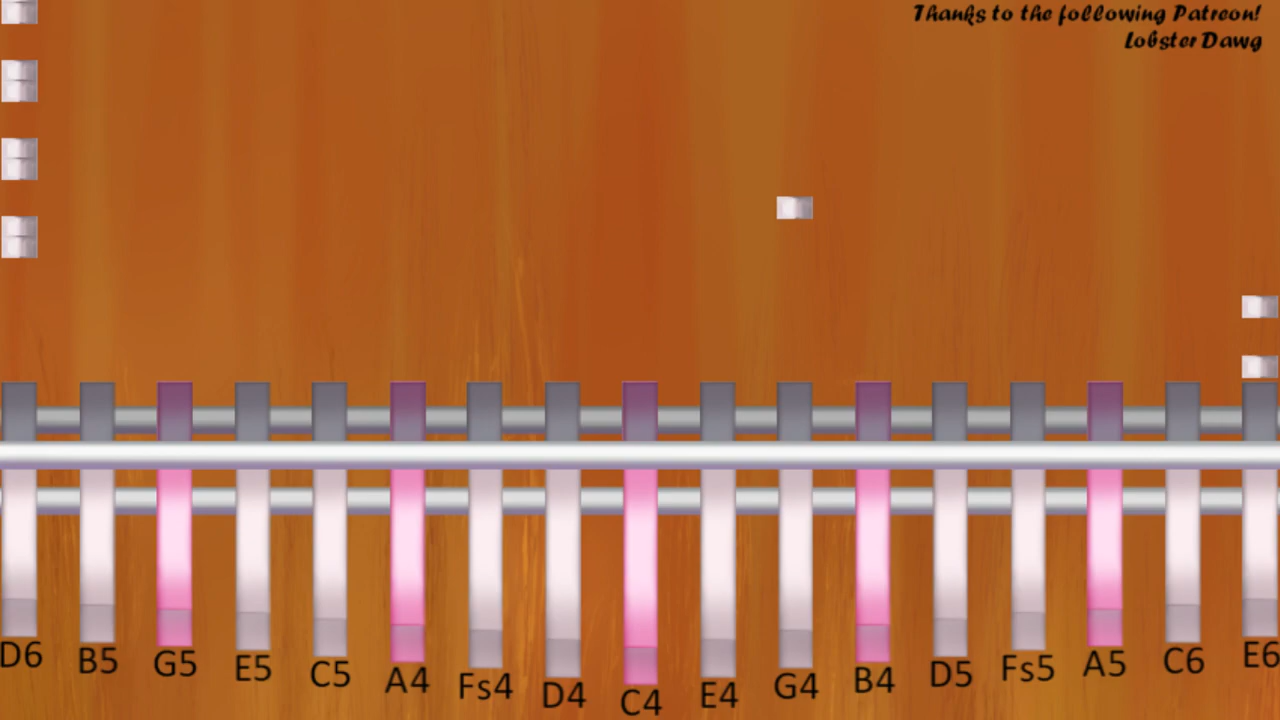 Thanks to the following Patreon!
Lobster Dawg
D6 B5 G5 E5 C5 A4 Fs4 D4 C4 E4 G4 B4 D5 Fs5 A5 C6 E6